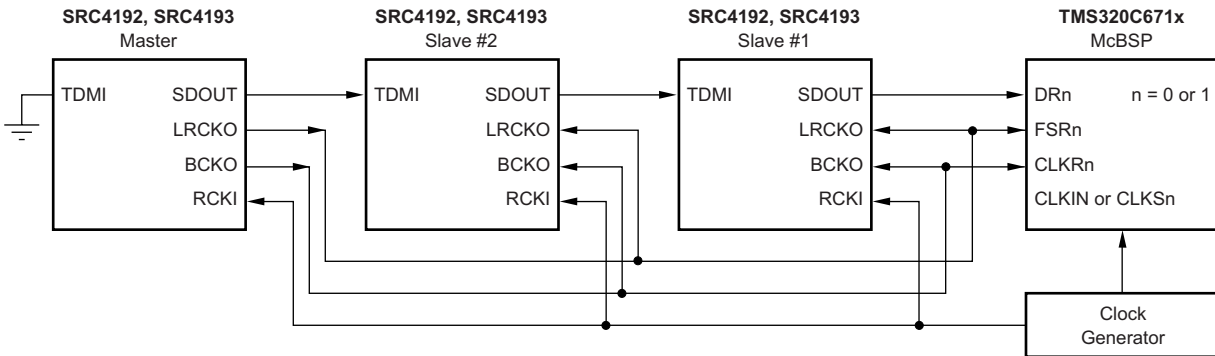 SRC4192, SRC4193
Master
TDMI
SDOUT
LRCKO
BCKO
RCKI
SRC4192, SRC4193
Slave #2
TDMI
SDOUT
LRCKO
BCKO
RCKI
SRC4192, SRC4193
Slave #1
TDMI
SDOUT
LRCKO
BCKO
RCKI
TMS320C671x
McBSP
DRn
n = 0 or 1
FSRn
CLKRn
CLKIN or CLKSn
Clock
Generator